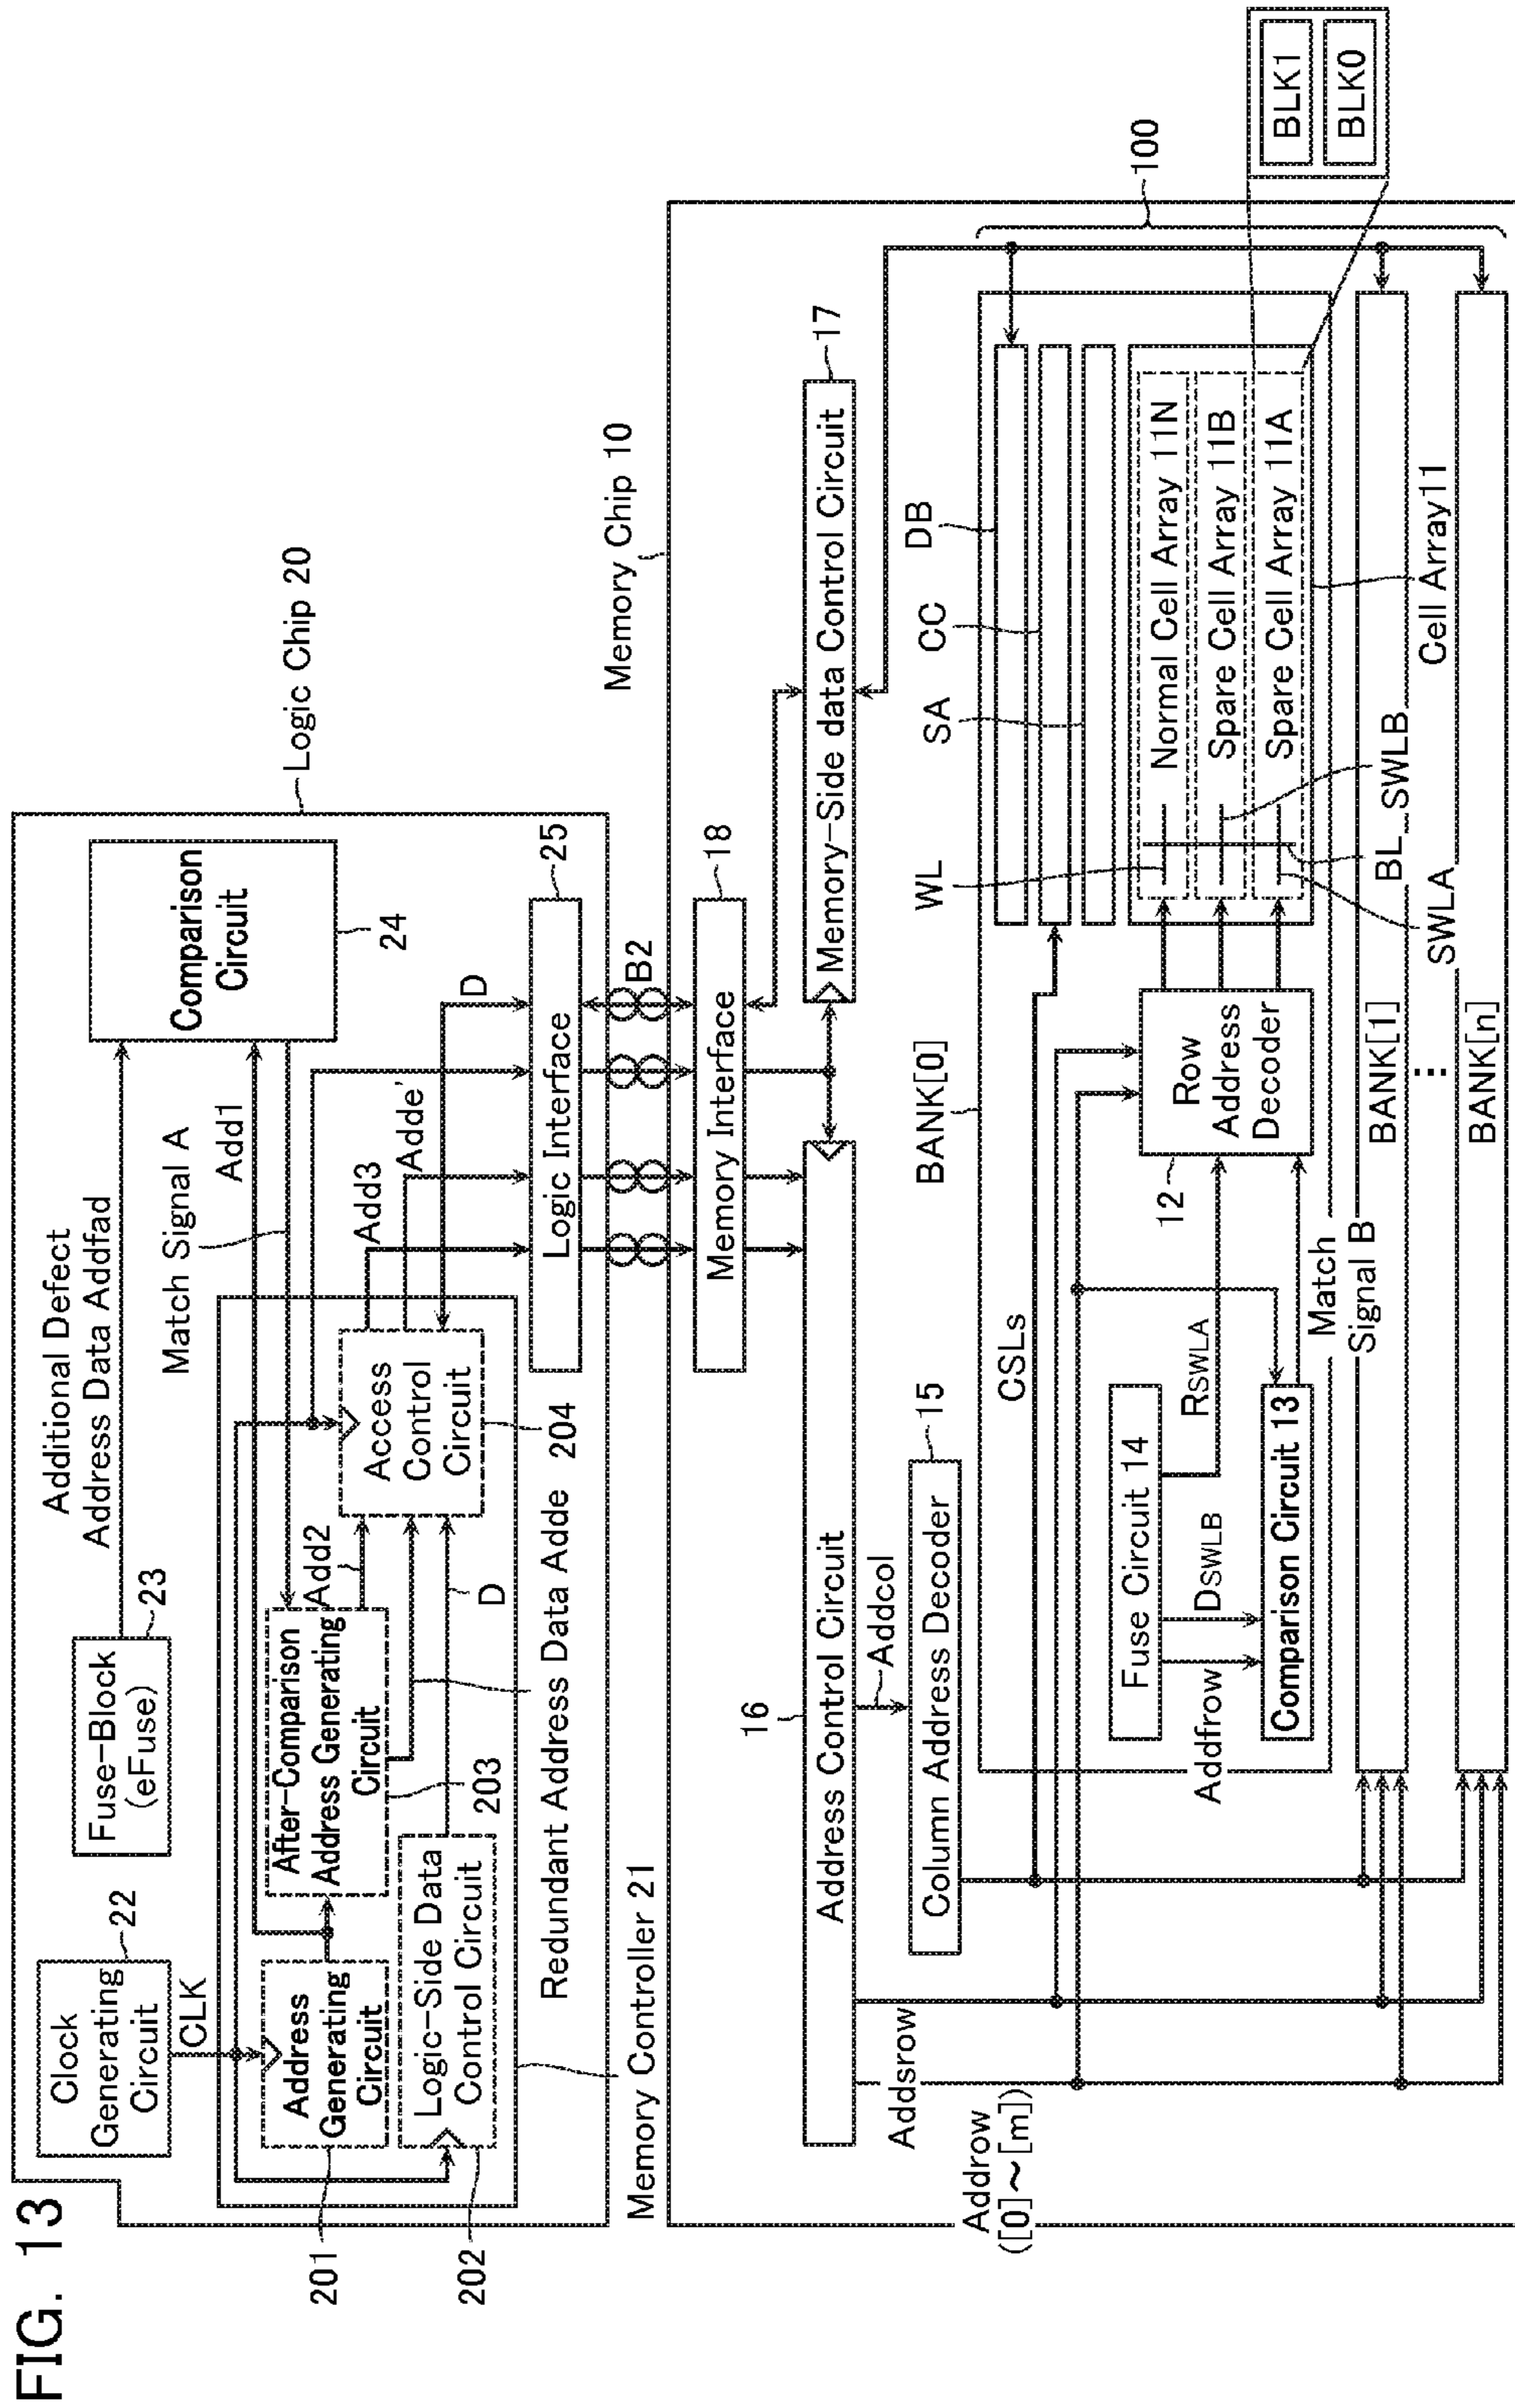 FIG. 13
Logic Chip 20
Clock
Generating
Circuit
22
CLK
Fuse-Block
(eFuse)
23
Additional Defect
Address Data Addfad
Comparison
Circuit
24
Match Signal A
Add1
Address
Generating
Circuit
201
After-Comparison
Address Generating
Circuit
203
Add2
Logic-Side Data
Control Circuit
202
D
Access
Control
Circuit
204
Add3
Adde'
D
Redundant Address Data Adde
Memory Controller 21
Logic Interface
25
B2
Memory Chip 10
Memory Interface
18
Address Control Circuit
16
Memory-Side data Control Circuit
17
Addcol
Column Address Decoder
15
Addsrow
Addrow
([0]~[m])
CSLs
BANK[0]
WL
SA
CC
DB
100
Fuse Circuit 14
Addfrow
DSWLB
RSWLA
Comparison Circuit 13
Match
Signal B
Row
Address
Decoder
12
Normal Cell Array 11N
Spare Cell Array 11B
Spare Cell Array 11A
BLK1
BLK0
BL
SWLB
SWLA
Cell Array11
BANK[1]
⋮
BANK[n]